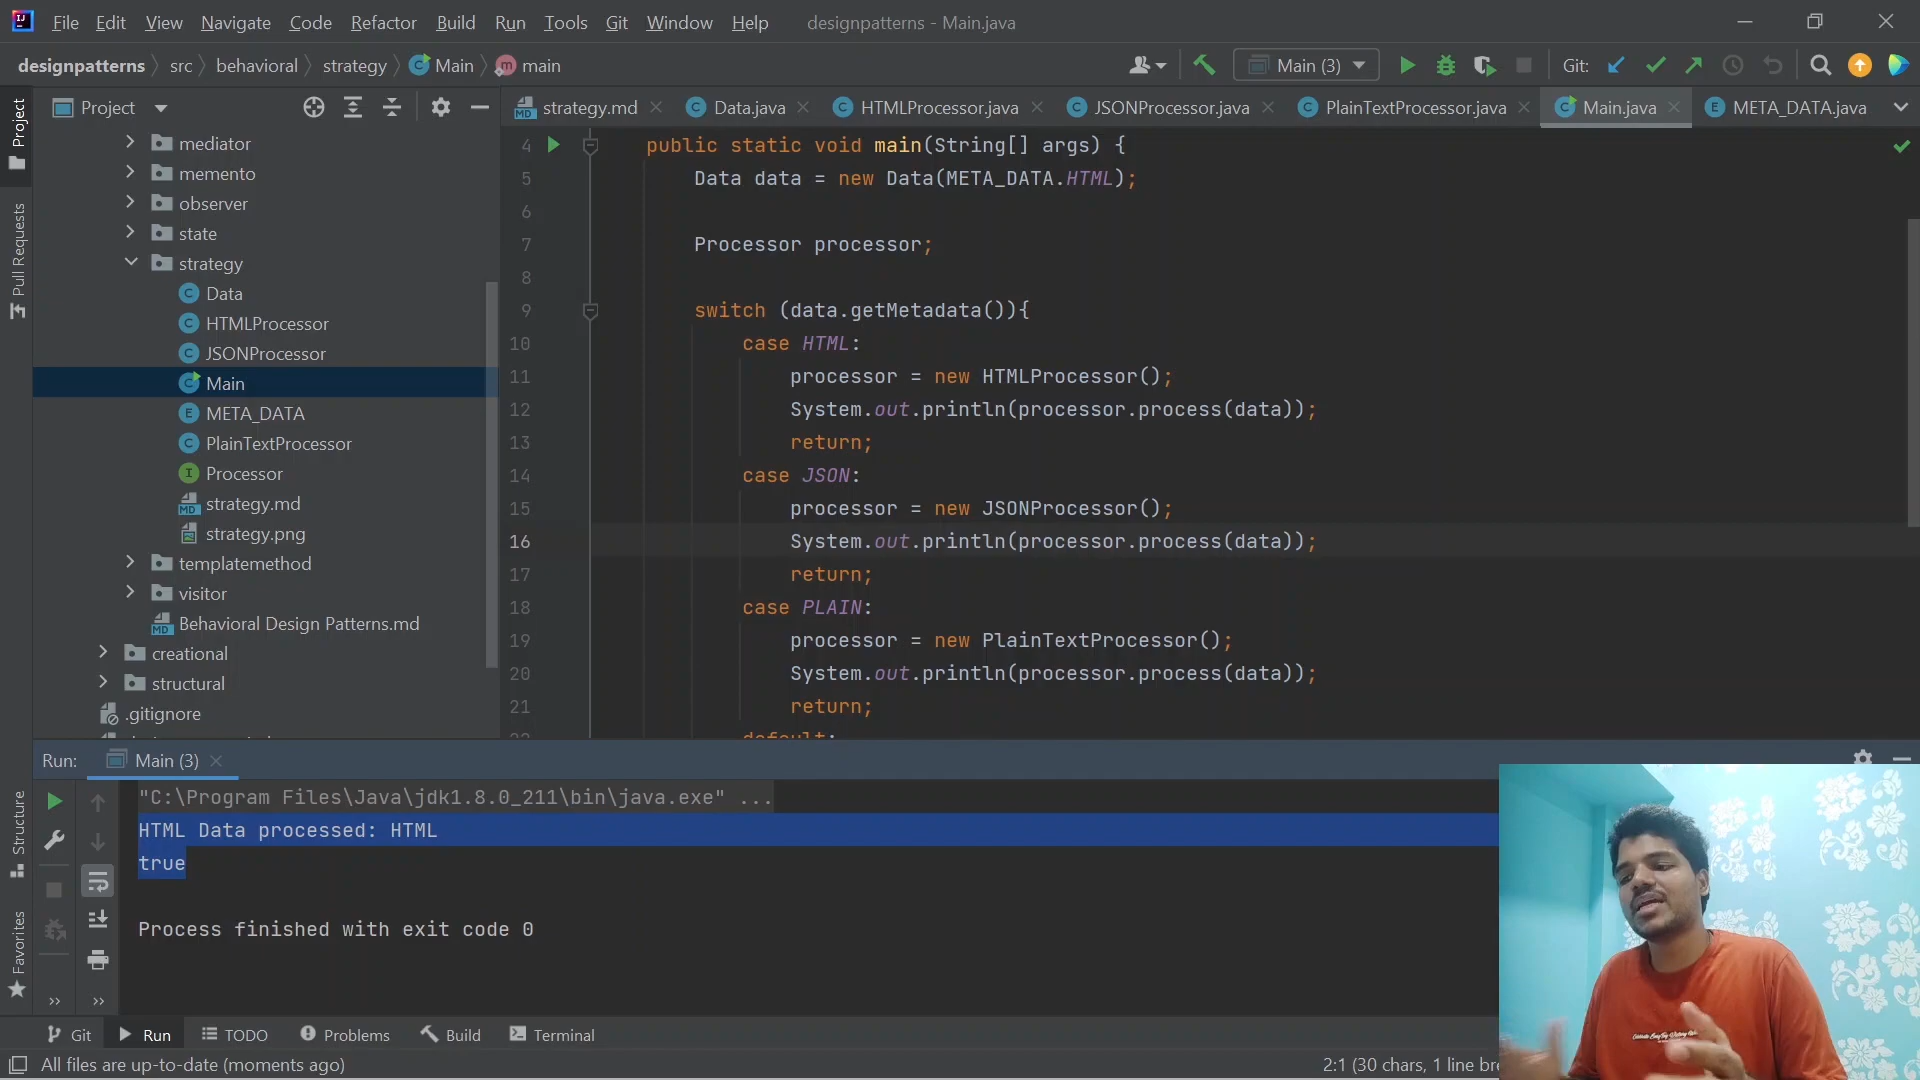 File Edit View Navigate Code Refactor Build Run Tools Git Window Help designpatterns - Main.java
designpatterns src behavioral strategy Main main Main (3) Git:
Project
strategy.md Data.java HTMLProcessor.java JSONProcessor.java PlainTextProcessor.java Main.java META_DATA.java
Project
Pull Requests
mediator
memento
observer
state
strategy
Data
HTMLProcessor
JSONProcessor
Main
META_DATA
PlainTextProcessor
Processor
strategy.md
strategy.png
templatemethod
visitor
Behavioral Design Patterns.md
creational
structural
.gitignore
4 public static void main(String[] args) {
5 Data data = new Data(META_DATA.HTML);
6
7 Processor processor;
8
9 switch (data.getMetadata()){
10 case HTML:
11 processor = new HTMLProcessor();
12 System.out.println(processor.process(data));
13 return;
14 case JSON:
15 processor = new JSONProcessor();
16 System.out.println(processor.process(data));
17 return;
18 case PLAIN:
19 processor = new PlainTextProcessor();
20 System.out.println(processor.process(data));
21 return;
22 default:
Run: Main (3)
"C:\Program Files\Java\jdk1.8.0_211\bin\java.exe" ...
HTML Data processed: HTML
true
Process finished with exit code 0
Structure
Favorites
Git Run TODO Problems Build Terminal
All files are up-to-date (moments ago) 2:1 (30 chars, 1 line bre